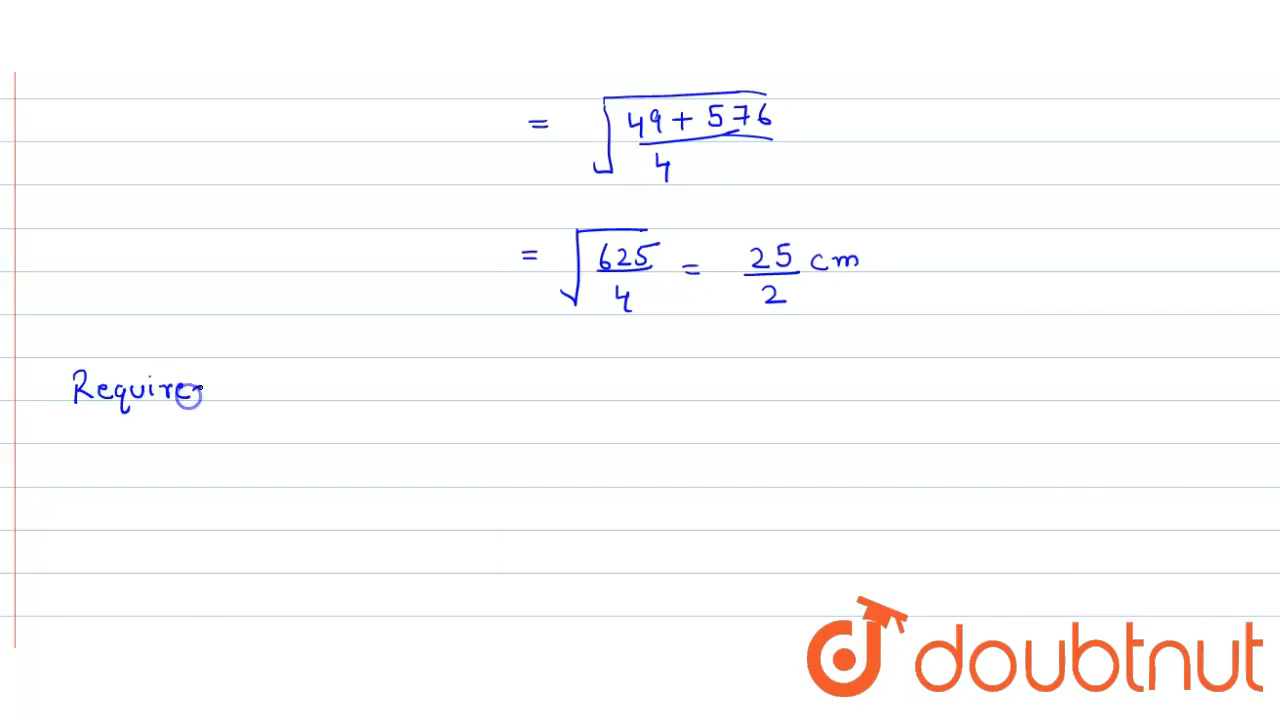 = √(49 + 576)/4
= √625/4 = 25/2 cm
Require
doubtnut